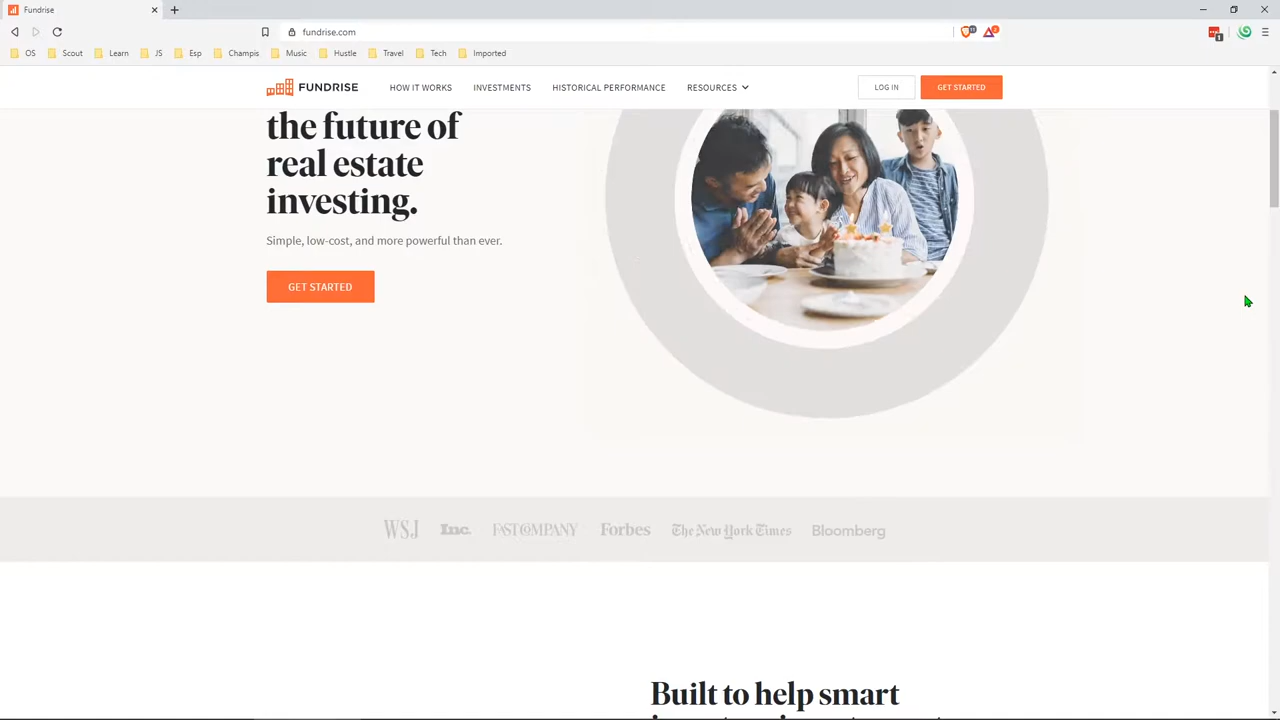 Fundrise
fundrise.com
OS Scout Learn JS Esp Champis Music Hustle Travel Tech Imported
FUNDRISE HOW IT WORKS INVESTMENTS HISTORICAL PERFORMANCE RESOURCES LOG IN GET STARTED
the future of
real estate
investing.
Simple, low-cost, and more powerful than ever.
GET STARTED
WSJ Inc. FAST COMPANY Forbes The New York Times Bloomberg
Built to help smart